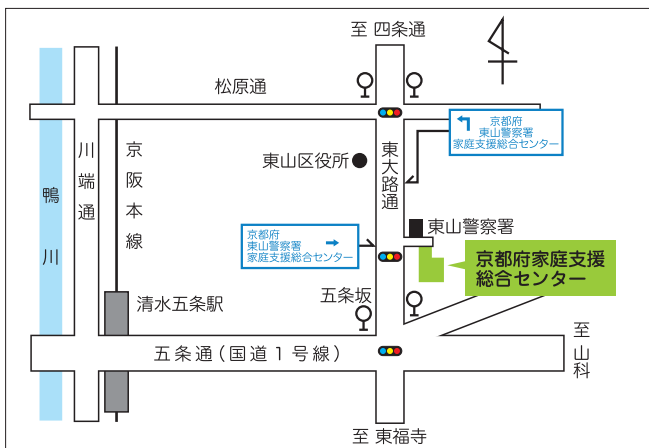 至 四条通
松原通
京都府
東山警察署
家庭支援総合センター
川端通
京阪本線
東山区役所
東大路通
鴨川
東山警察署
京都府
東山警察署
家庭支援総合センター
京都府家庭支援
総合センター
清水五条駅
五条坂
五条通（国道1号線）
至 山科
至 東福寺